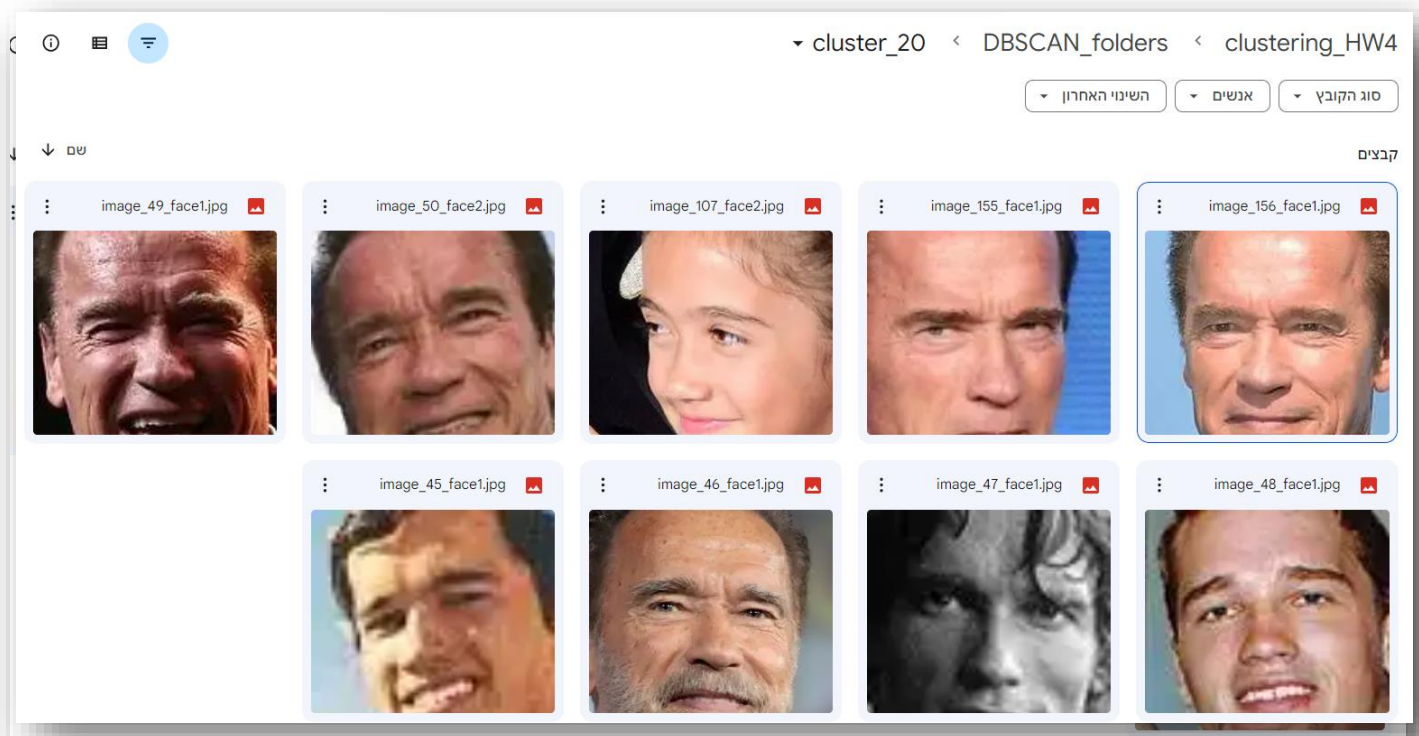 clustering_HW4 > DBSCAN_folders > cluster_20
סוג הקובץ
אנשים
השינוי האחרון
קבצים
שם
image_156_face1.jpg
image_155_face1.jpg
image_107_face2.jpg
image_50_face2.jpg
image_49_face1.jpg
image_48_face1.jpg
image_47_face1.jpg
image_46_face1.jpg
image_45_face1.jpg